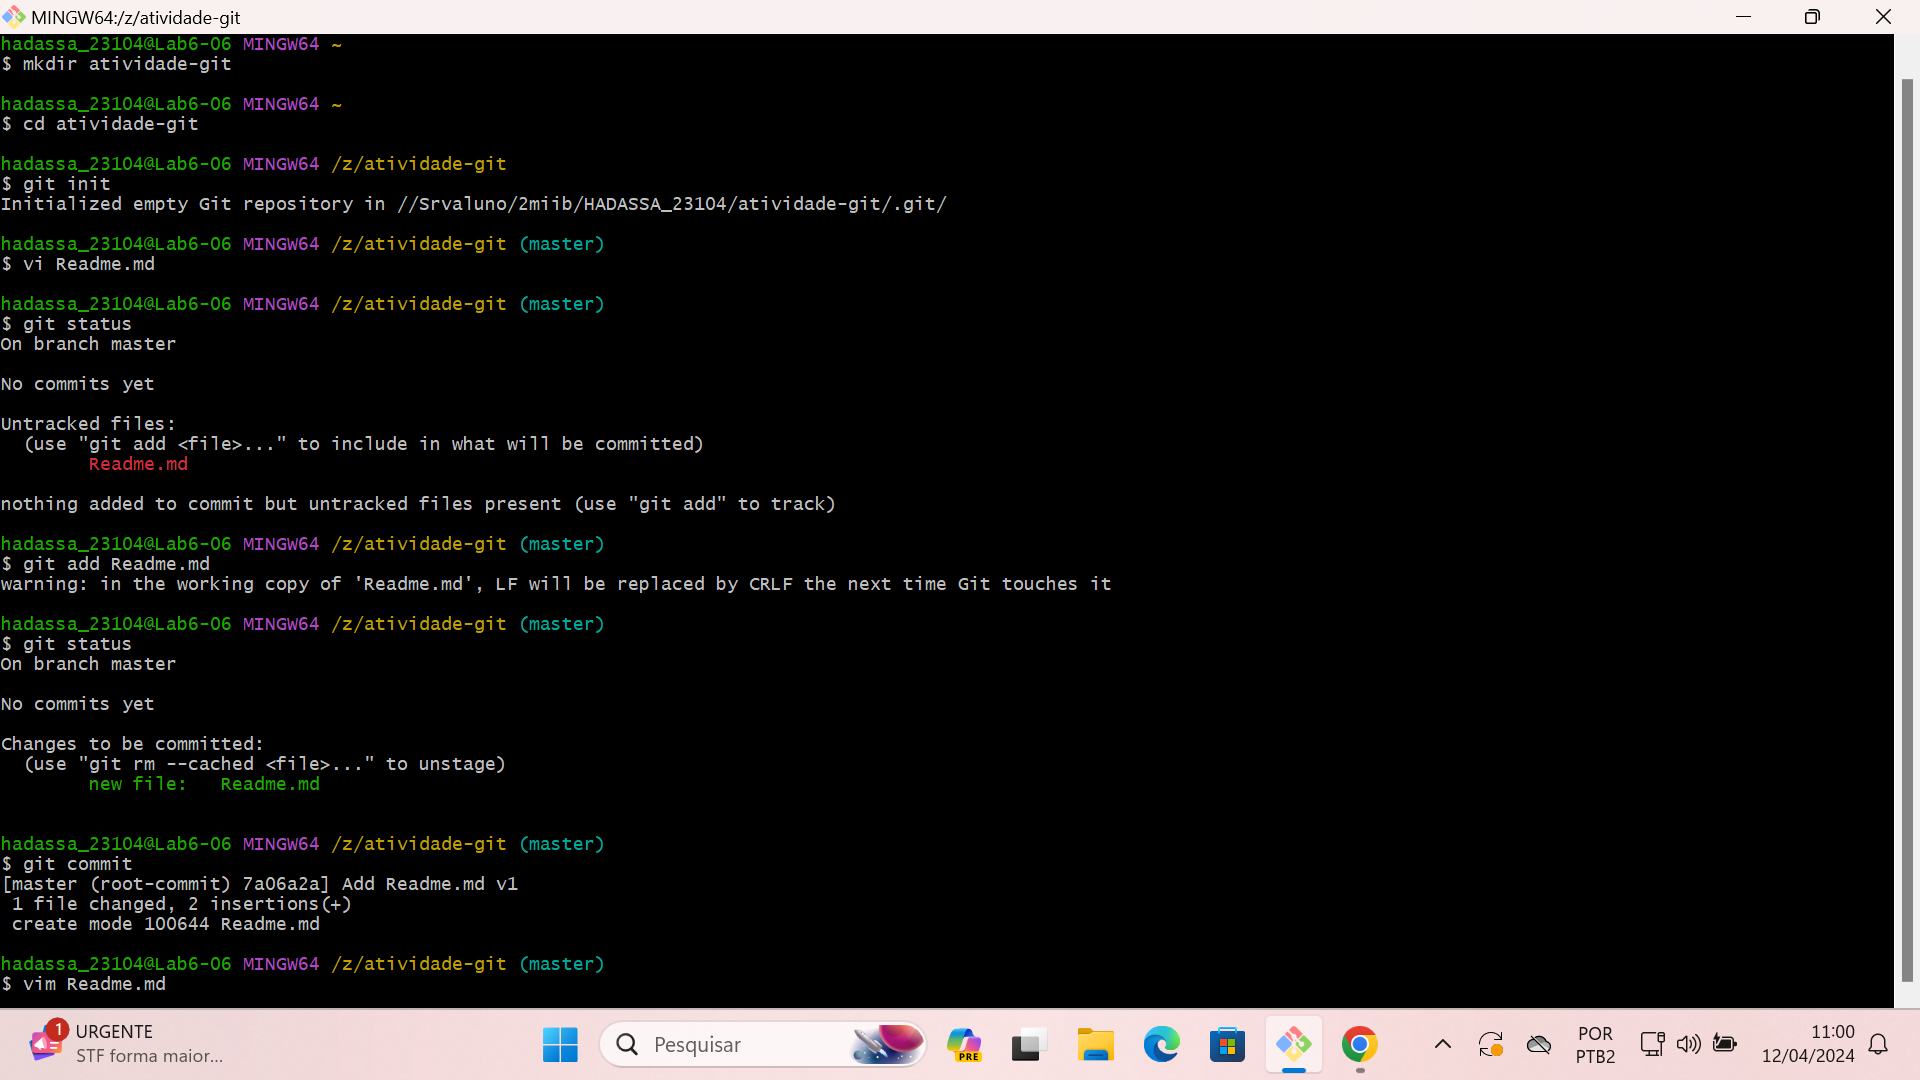 MINGW64:/z/atividade-git
hadassa_23104@Lab6-06 MINGW64 ~
$ mkdir atividade-git
hadassa_23104@Lab6-06 MINGW64 ~
$ cd atividade-git
hadassa_23104@Lab6-06 MINGW64 /z/atividade-git
$ git init
Initialized empty Git repository in //Srvaluno/2miib/HADASSA_23104/atividade-git/.git/
hadassa_23104@Lab6-06 MINGW64 /z/atividade-git (master)
$ vi Readme.md
hadassa_23104@Lab6-06 MINGW64 /z/atividade-git (master)
$ git status
On branch master
No commits yet
Untracked files:
  (use "git add <file>..." to include in what will be committed)
        Readme.md
nothing added to commit but untracked files present (use "git add" to track)
hadassa_23104@Lab6-06 MINGW64 /z/atividade-git (master)
$ git add Readme.md
warning: in the working copy of 'Readme.md', LF will be replaced by CRLF the next time Git touches it
hadassa_23104@Lab6-06 MINGW64 /z/atividade-git (master)
$ git status
On branch master
No commits yet
Changes to be committed:
  (use "git rm --cached <file>..." to unstage)
        new file:   Readme.md
hadassa_23104@Lab6-06 MINGW64 /z/atividade-git (master)
$ git commit
[master (root-commit) 7a06a2a] Add Readme.md v1
 1 file changed, 2 insertions(+)
 create mode 100644 Readme.md
hadassa_23104@Lab6-06 MINGW64 /z/atividade-git (master)
$ vim Readme.md
1
URGENTE
STF forma maior...
Pesquisar
PRE
POR
PTB2
11:00
12/04/2024